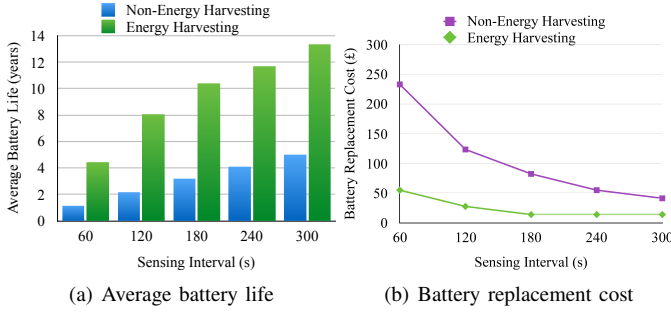 Non-Energy Harvesting
Energy Harvesting
Average Battery Life (years)
14
12
10
8
6
4
2
0
60 120 180 240 300
Sensing Interval (s)
(a) Average battery life
Non-Energy Harvesting
Energy Harvesting
Battery Replacement Cost (£)
300
250
200
150
100
50
0
60 120 180 240 300
Sensing Interval (s)
(b) Battery replacement cost